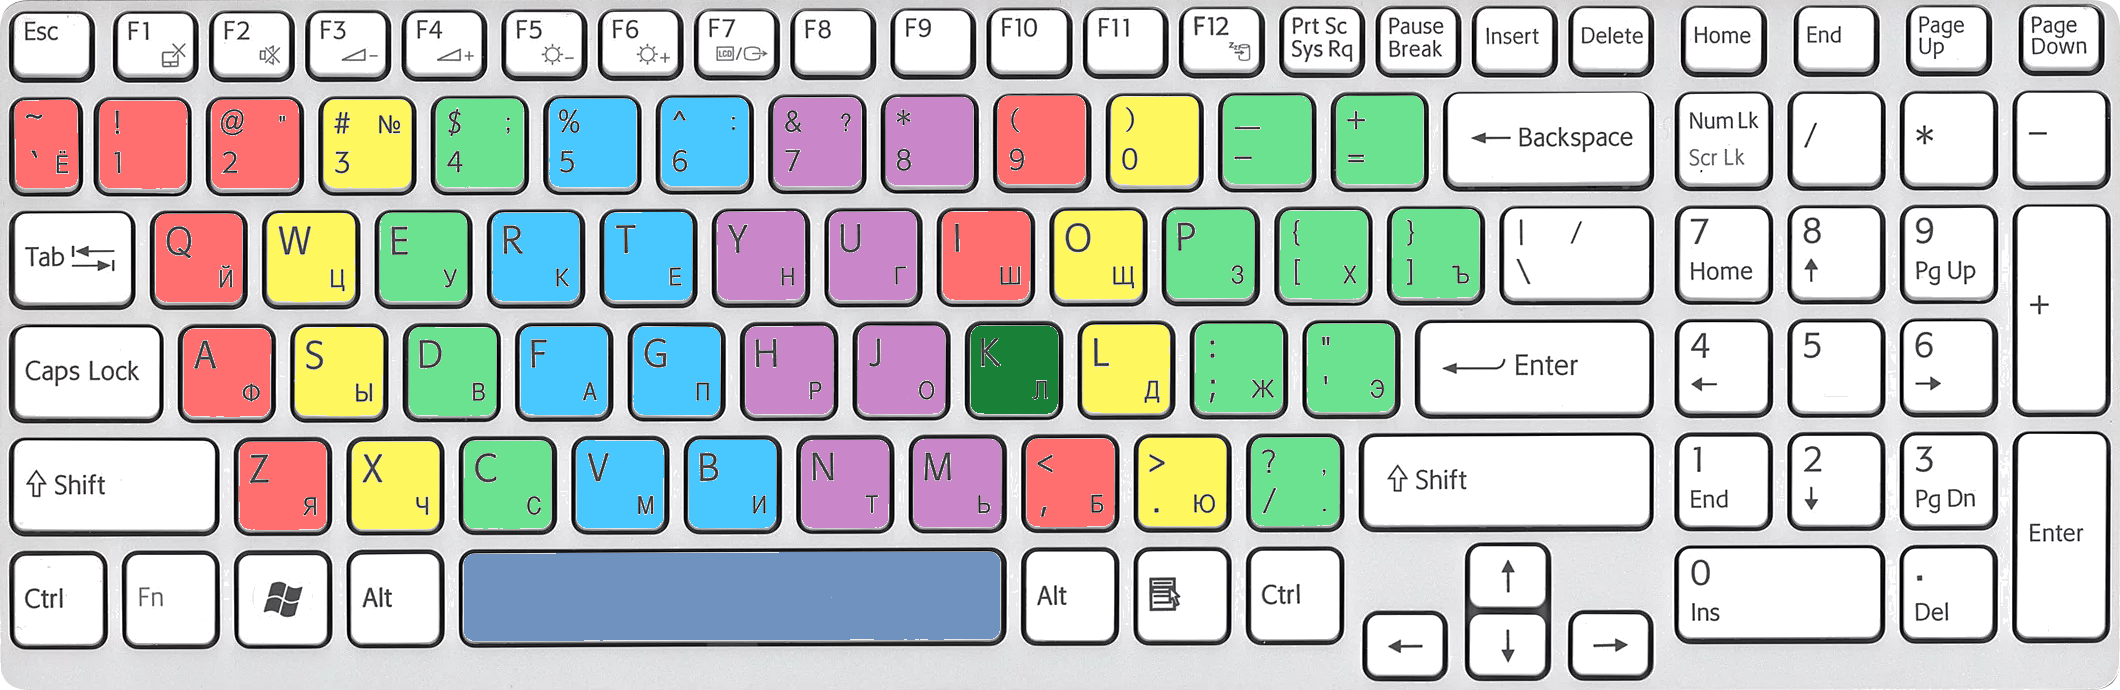 Esc F1 F2 F3 F4 F5 F6 F7 F8 F9 F10 F11 F12 Prt Sc Sys Rq Pause Break Insert Delete Home End Page Up Page Down
~ ` Ё ! 1 @ " 2 # № 3 $ ; 4 % 5 ^ : 6 & ? 7 * 8 ( 9 ) 0 — – + = ← Backspace Num Lk Scr Lk / * –
Tab Q Й W Ц E У R К T Е Y Н U Г I Ш O Щ P З { [ Х } ] Ъ | / \ 7 Home 8 ↑ 9 Pg Up +
Caps Lock A Ф S Ы D В F А G П H Р J О K Л L Д : ; Ж " ' Э ← Enter 4 ← 5 6 →
⇧ Shift Z Я X Ч C С V М B И N Т M Ь < , Б > . Ю ? , / . ⇧ Shift 1 End 2 ↓ 3 Pg Dn Enter
Ctrl Fn Alt Alt Ctrl ← ↑ ↓ → 0 Ins . Del